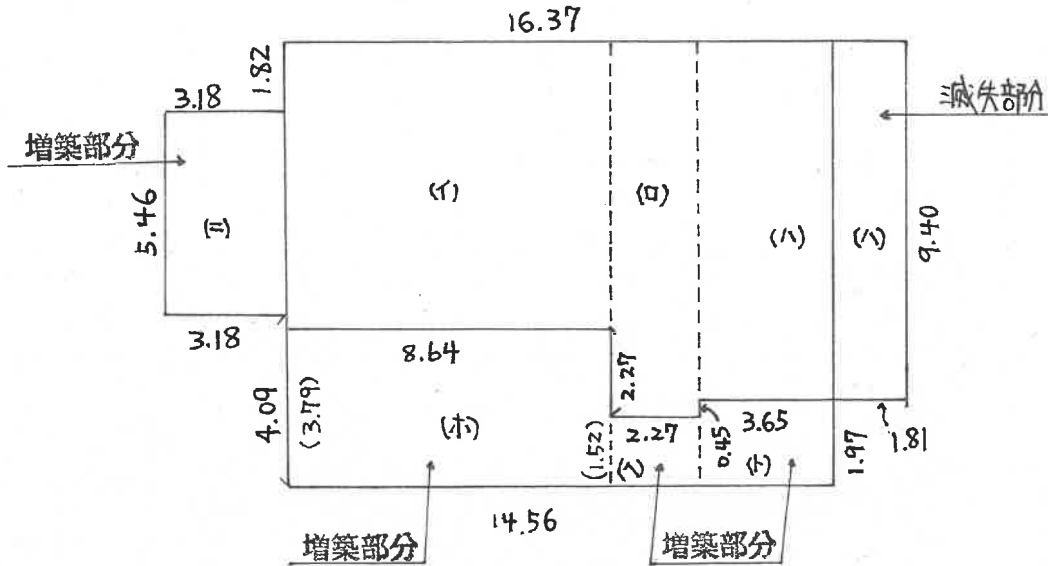 16.37
1.82
3.18
滅失部分
増築部分
(イ)
(ロ)
5.46
(ニ)
(ハ)
(ハ)
9.40
3.18
8.64
2.27
4.09
(3.79)
(ホ)
(1.52)
2.27
0.45
3.65
1.97
1.81
(ヘ)
(ト)
14.56
増築部分
増築部分